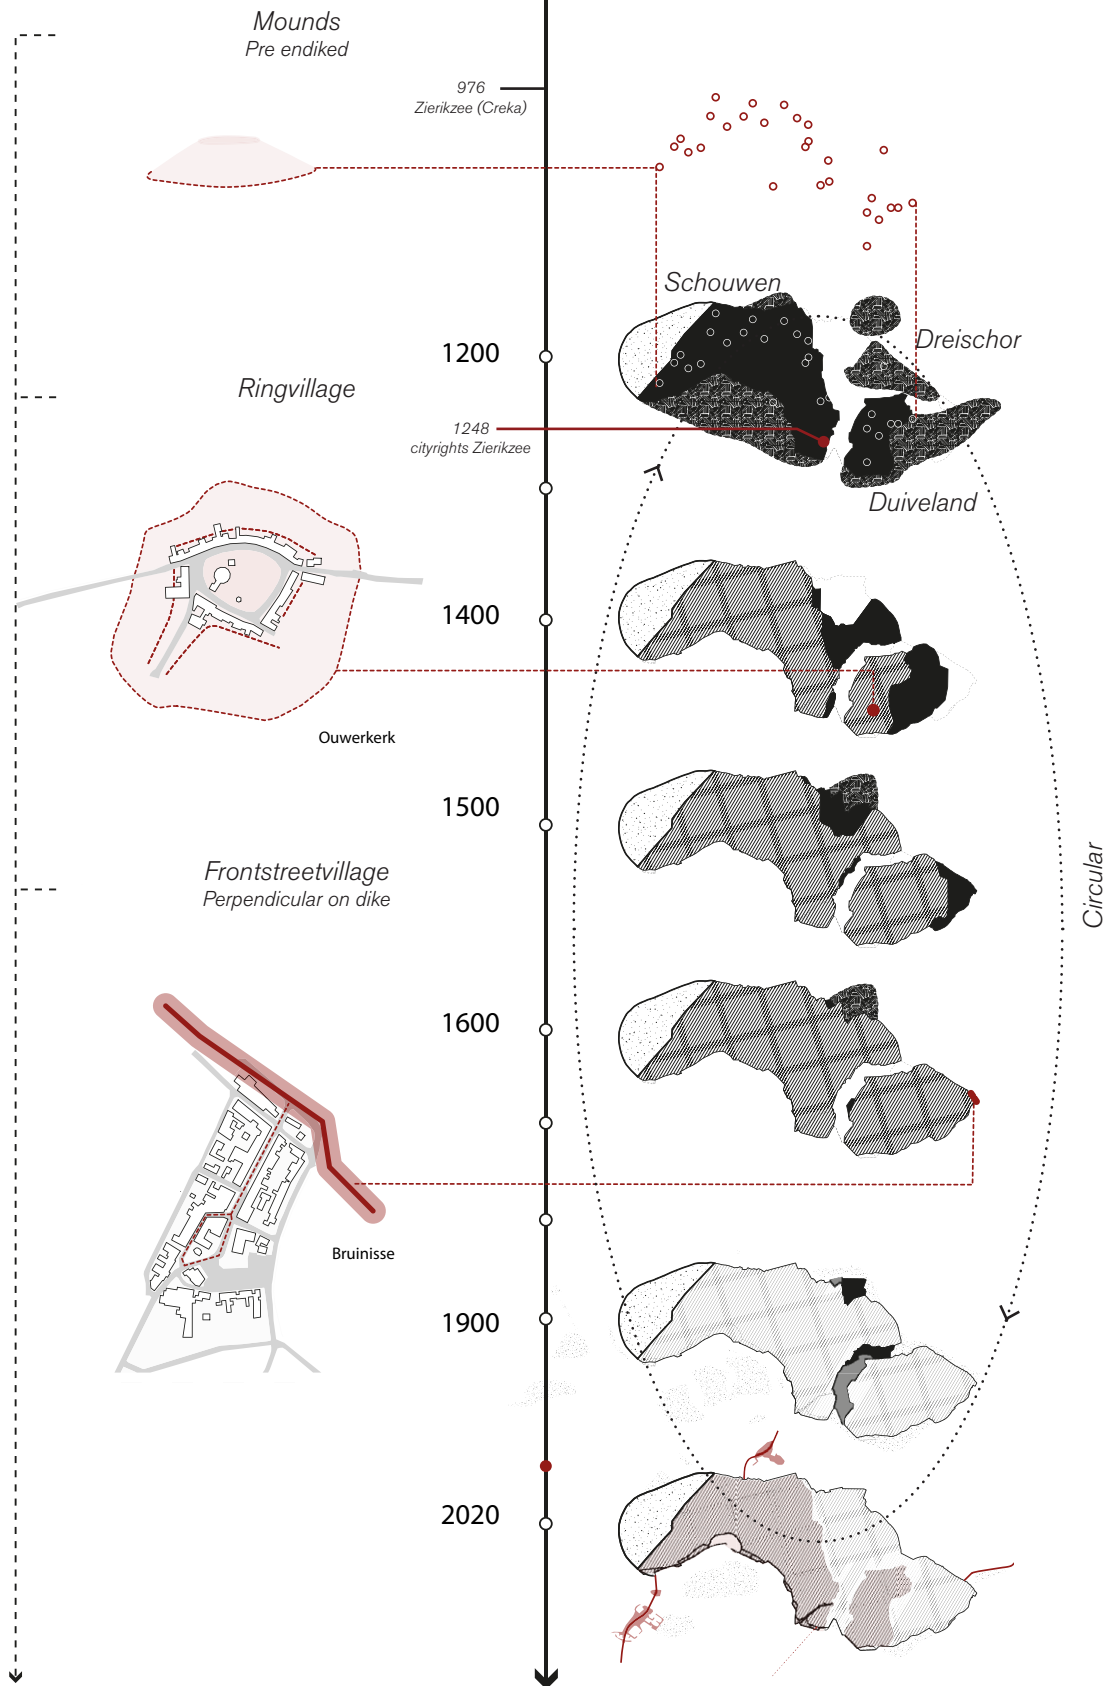 Mounds
Pre endiked
976
Zierikzee (Creka)
Schouwen
1200
Dreischor
Ringvillage
1248
cityrights Zierikzee
Duiveland
1400
Ouwerkerk
1500
Frontstreetvillage
Perpendicular on dike
Circular
1600
Bruinisse
1900
2020